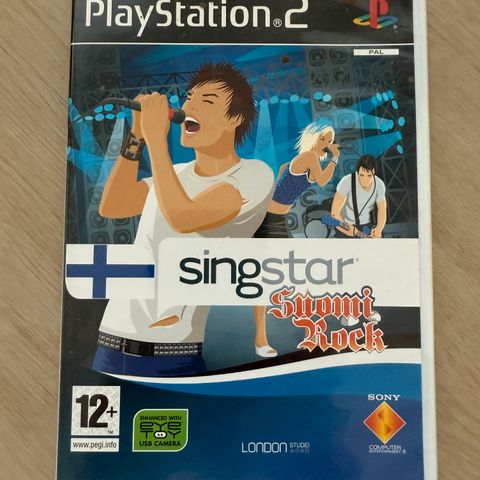 PlayStation®2
PAL
singstar®
Suomi
Rock
12+
www.pegi.info
ENHANCED WITH
EYE
TOY
USB CAMERA
LONDON STUDIO
SONY
COMPUTER
ENTERTAINMENT ®